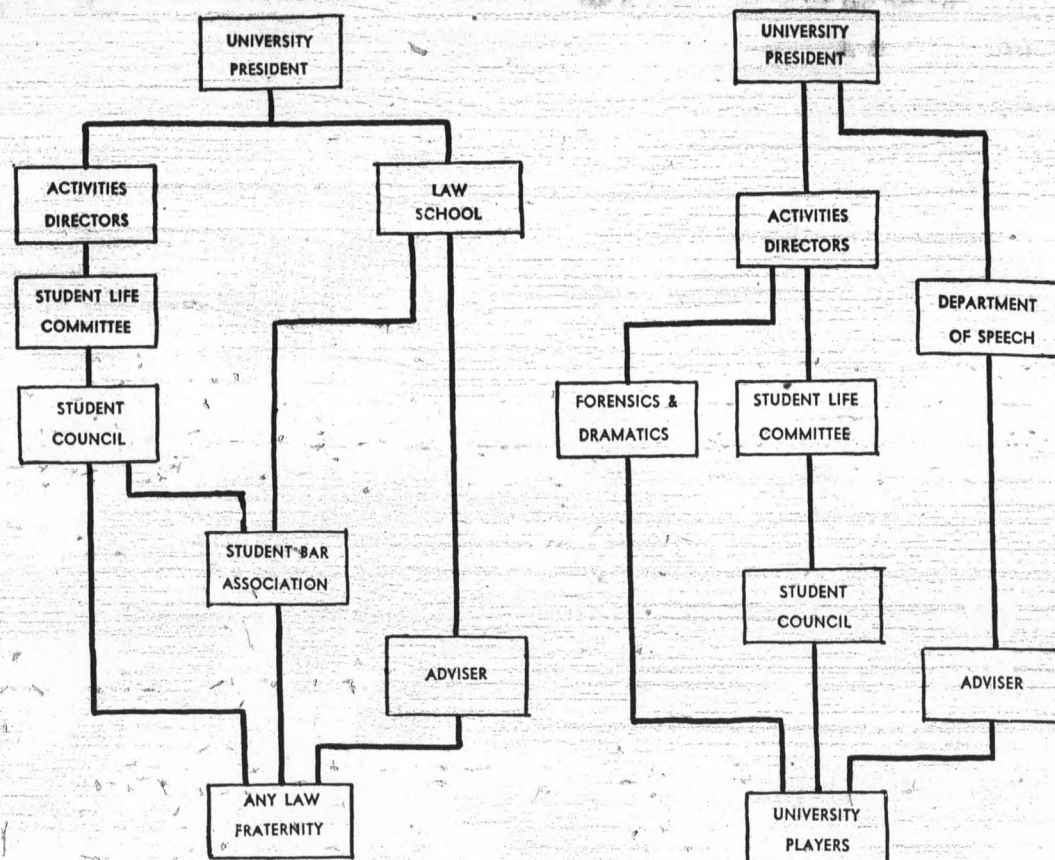 UNIVERSITY
PRESIDENT
ACTIVITIES
DIRECTORS
LAW
SCHOOL
STUDENT LIFE
COMMITTEE
STUDENT
COUNCIL
STUDENT BAR
ASSOCIATION
ADVISER
ANY LAW
FRATERNITY
UNIVERSITY
PRESIDENT
ACTIVITIES
DIRECTORS
DEPARTMENT
OF SPEECH
FORENSICS &
DRAMATICS
STUDENT LIFE
COMMITTEE
STUDENT
COUNCIL
ADVISER
UNIVERSITY
PLAYERS